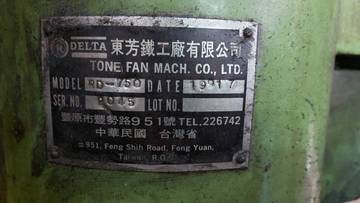 DELTA 東芳鐵工廠有限公司
TONE FAN MACH. CO., LTD.
MODEL RD-750 DATE
SER.NO. LOT NO.
豐原市豐勢路951號 TEL.226742
中華民國 台灣省
951, Feng Shih Road, Feng Yuan,
Taiwan, R.O.